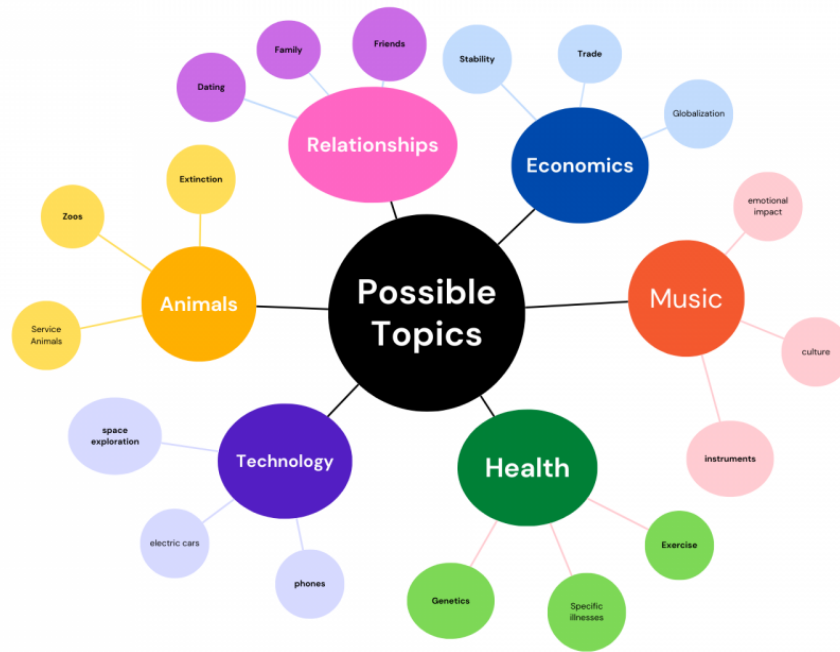 Friends
Family
Dating
Relationships
Stability
Trade
Globalization
Economics
Extinction
Zoos
Service
Animals
Animals
Possible
Topics
emotional
impact
Music
culture
instruments
space
exploration
Technology
electric cars
phones
Health
Exercise
Genetics
Specific
illnesses